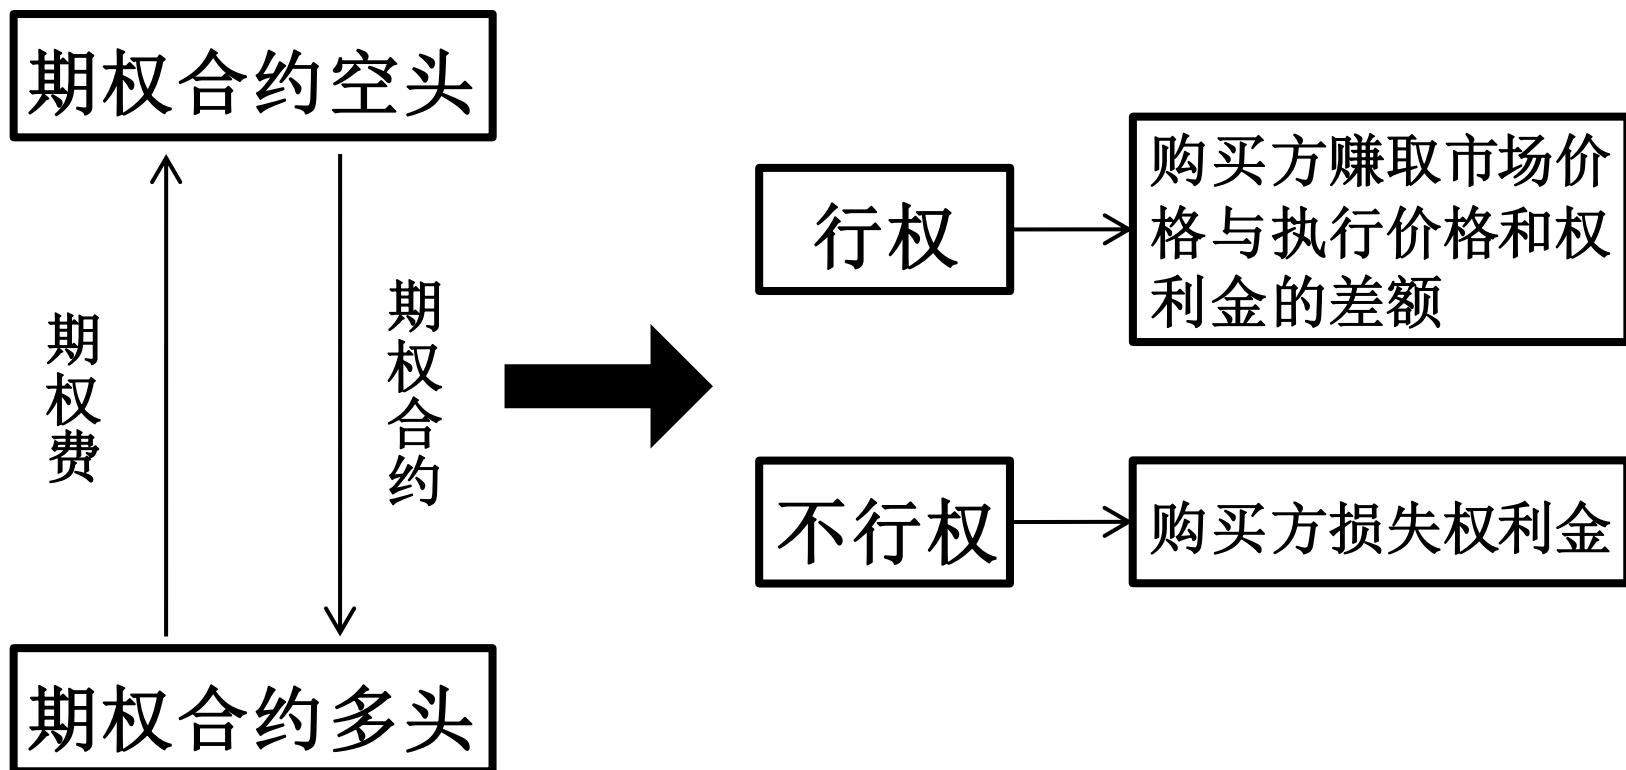 期权合约空头
期权费
期权合约
期权合约多头
行权
购买方赚取市场价
格与执行价格和权
利金的差额
不行权
购买方损失权利金